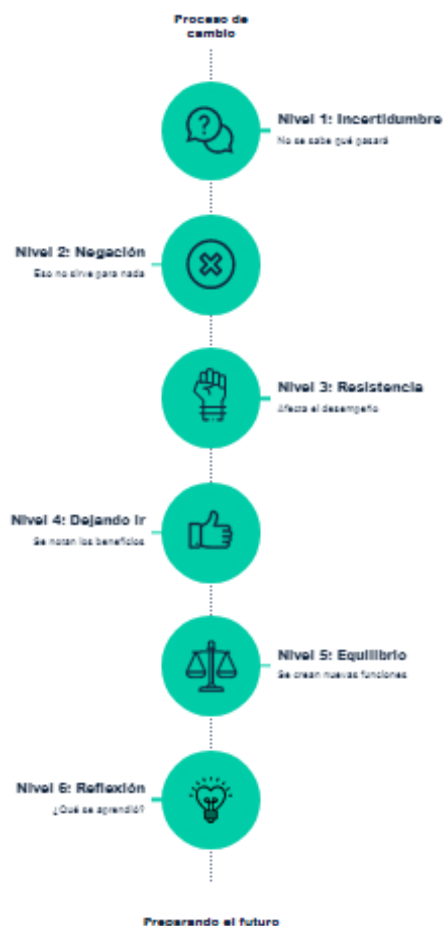 Proceso de
cambio
?
Nivel 1: Incertidumbre
No se sabe qué pasará
Nivel 2: Negación
Eso no sirve para nada
Nivel 3: Resistencia
Afecta el desempeño
Nivel 4: Dejando ir
Se notan los beneficios
Nivel 5: Equilibrio
Se crean nuevas funciones
Nivel 6: Reflexión
¿Qué se aprendió?
Preparando el futuro